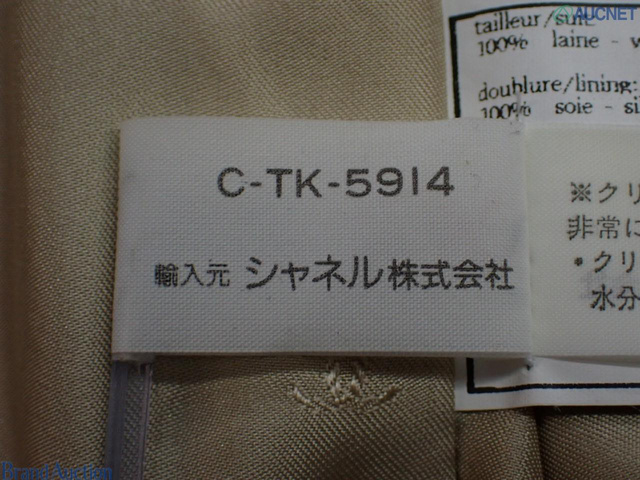 AUCNET
tailleur/suit
100% laine - w
doublure/lining:
100% soie - si
C-TK-5914
輸入元 シャネル株式会社
※クリ
非常に
・クリ
水分
Brand Auction